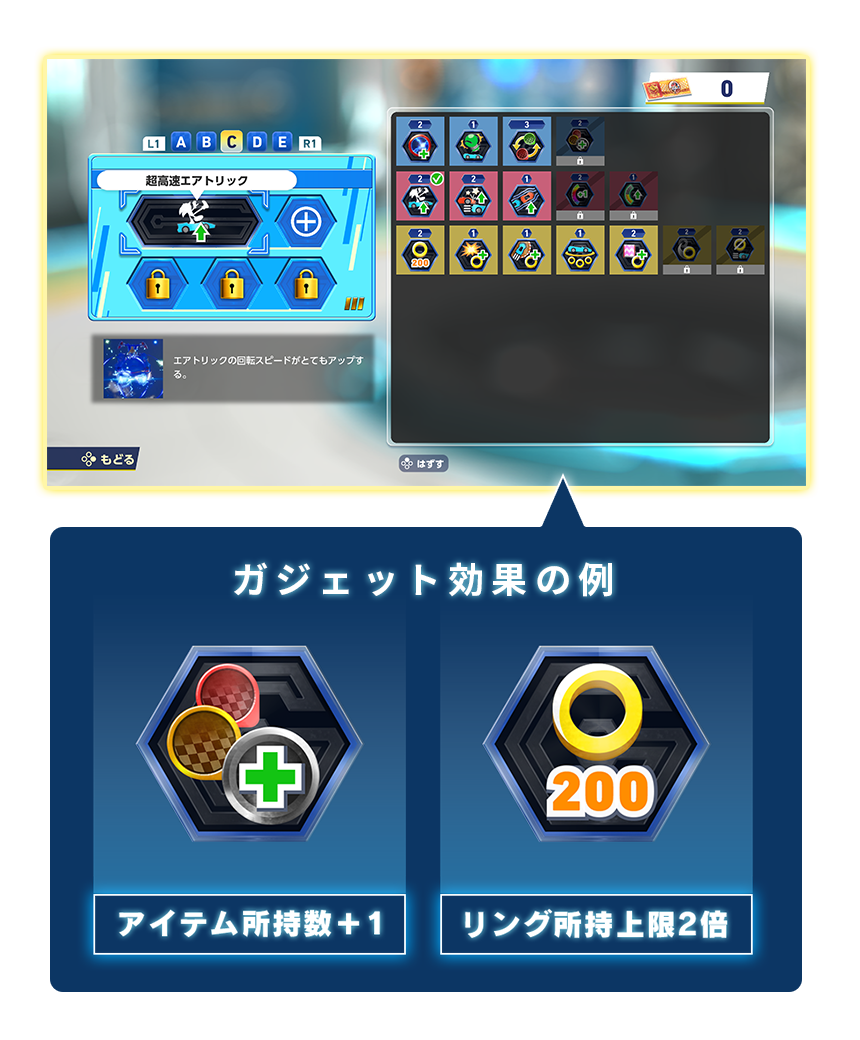 0
L1 A B C D E R1
超高速エアトリック
エアトリックの回転スピードがとてもアップす
る。
2 1 3 2
2 2 1 2 1
2 1 1 1 2 2 2
200
もどる
はずす
ガジェット効果の例
200
アイテム所持数+1
リング所持上限2倍